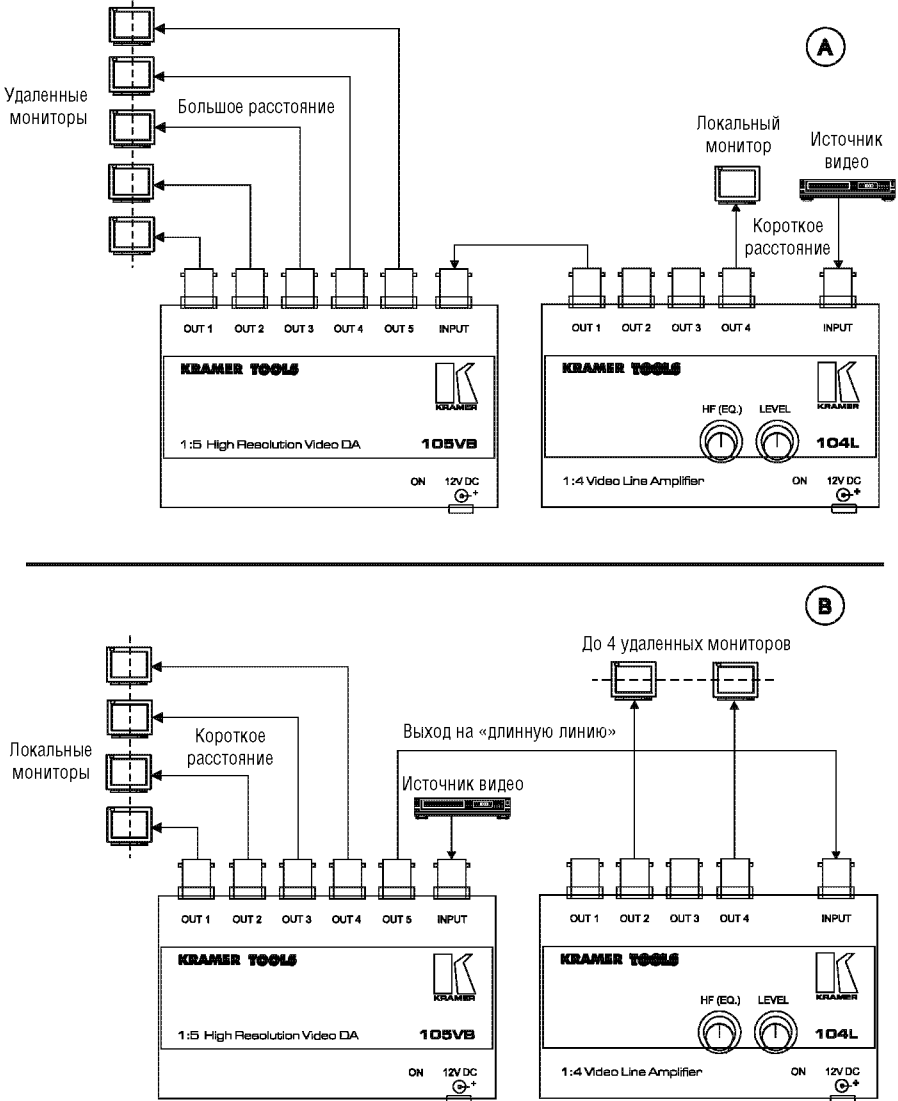 A
Удаленные
мониторы
Большое расстояние
Локальный
монитор
Источник
видео
Короткое
расстояние
OUT 1 OUT 2 OUT 3 OUT 4 OUT 5 INPUT
KRAMER TOOLS
K
KRAMER
1:5 High Resolution Video DA 105VB
ON 12V DC
+
OUT 1 OUT 2 OUT 3 OUT 4 INPUT
KRAMER TOOLS
K
KRAMER
HF (EQ.) LEVEL
104L
1:4 Video Line Amplifier ON 12V DC
+
B
До 4 удаленных мониторов
Локальные
мониторы
Короткое
расстояние
Выход на «длинную линию»
Источник видео
OUT 1 OUT 2 OUT 3 OUT 4 OUT 5 INPUT
KRAMER TOOLS
K
KRAMER
1:5 High Resolution Video DA 105VB
ON 12V DC
+
OUT 1 OUT 2 OUT 3 OUT 4 INPUT
KRAMER TOOLS
K
KRAMER
HF (EQ.) LEVEL
104L
1:4 Video Line Amplifier ON 12V DC
+